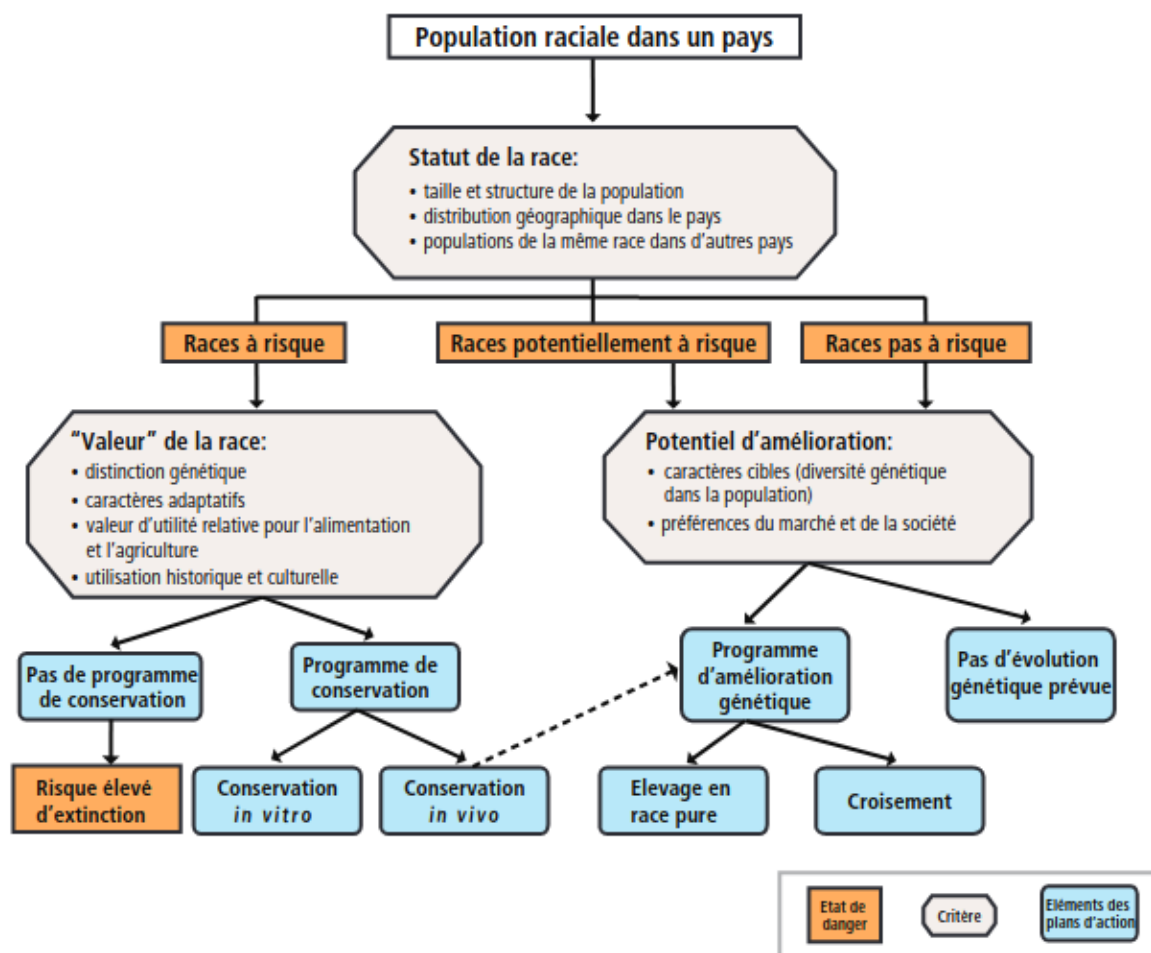 Population raciale dans un pays
Statut de la race:
• taille et structure de la population
• distribution géographique dans le pays
• populations de la même race dans d'autres pays
Races à risque
Races potentiellement à risque
Races pas à risque
“Valeur” de la race:
• distinction génétique
• caractères adaptatifs
• valeur d'utilité relative pour l'alimentation
et l'agriculture
• utilisation historique et culturelle
Potentiel d'amélioration:
• caractères cibles (diversité génétique
dans la population)
• préférences du marché et de la société
Pas de programme
de conservation
Programme de
conservation
Programme
d'amélioration
génétique
Pas d'évolution
génétique prévue
Risque élevé
d'extinction
Conservation
in vitro
Conservation
in vivo
Elevage en
race pure
Croisement
Etat de
danger
Critère
Eléments des
plans d'action